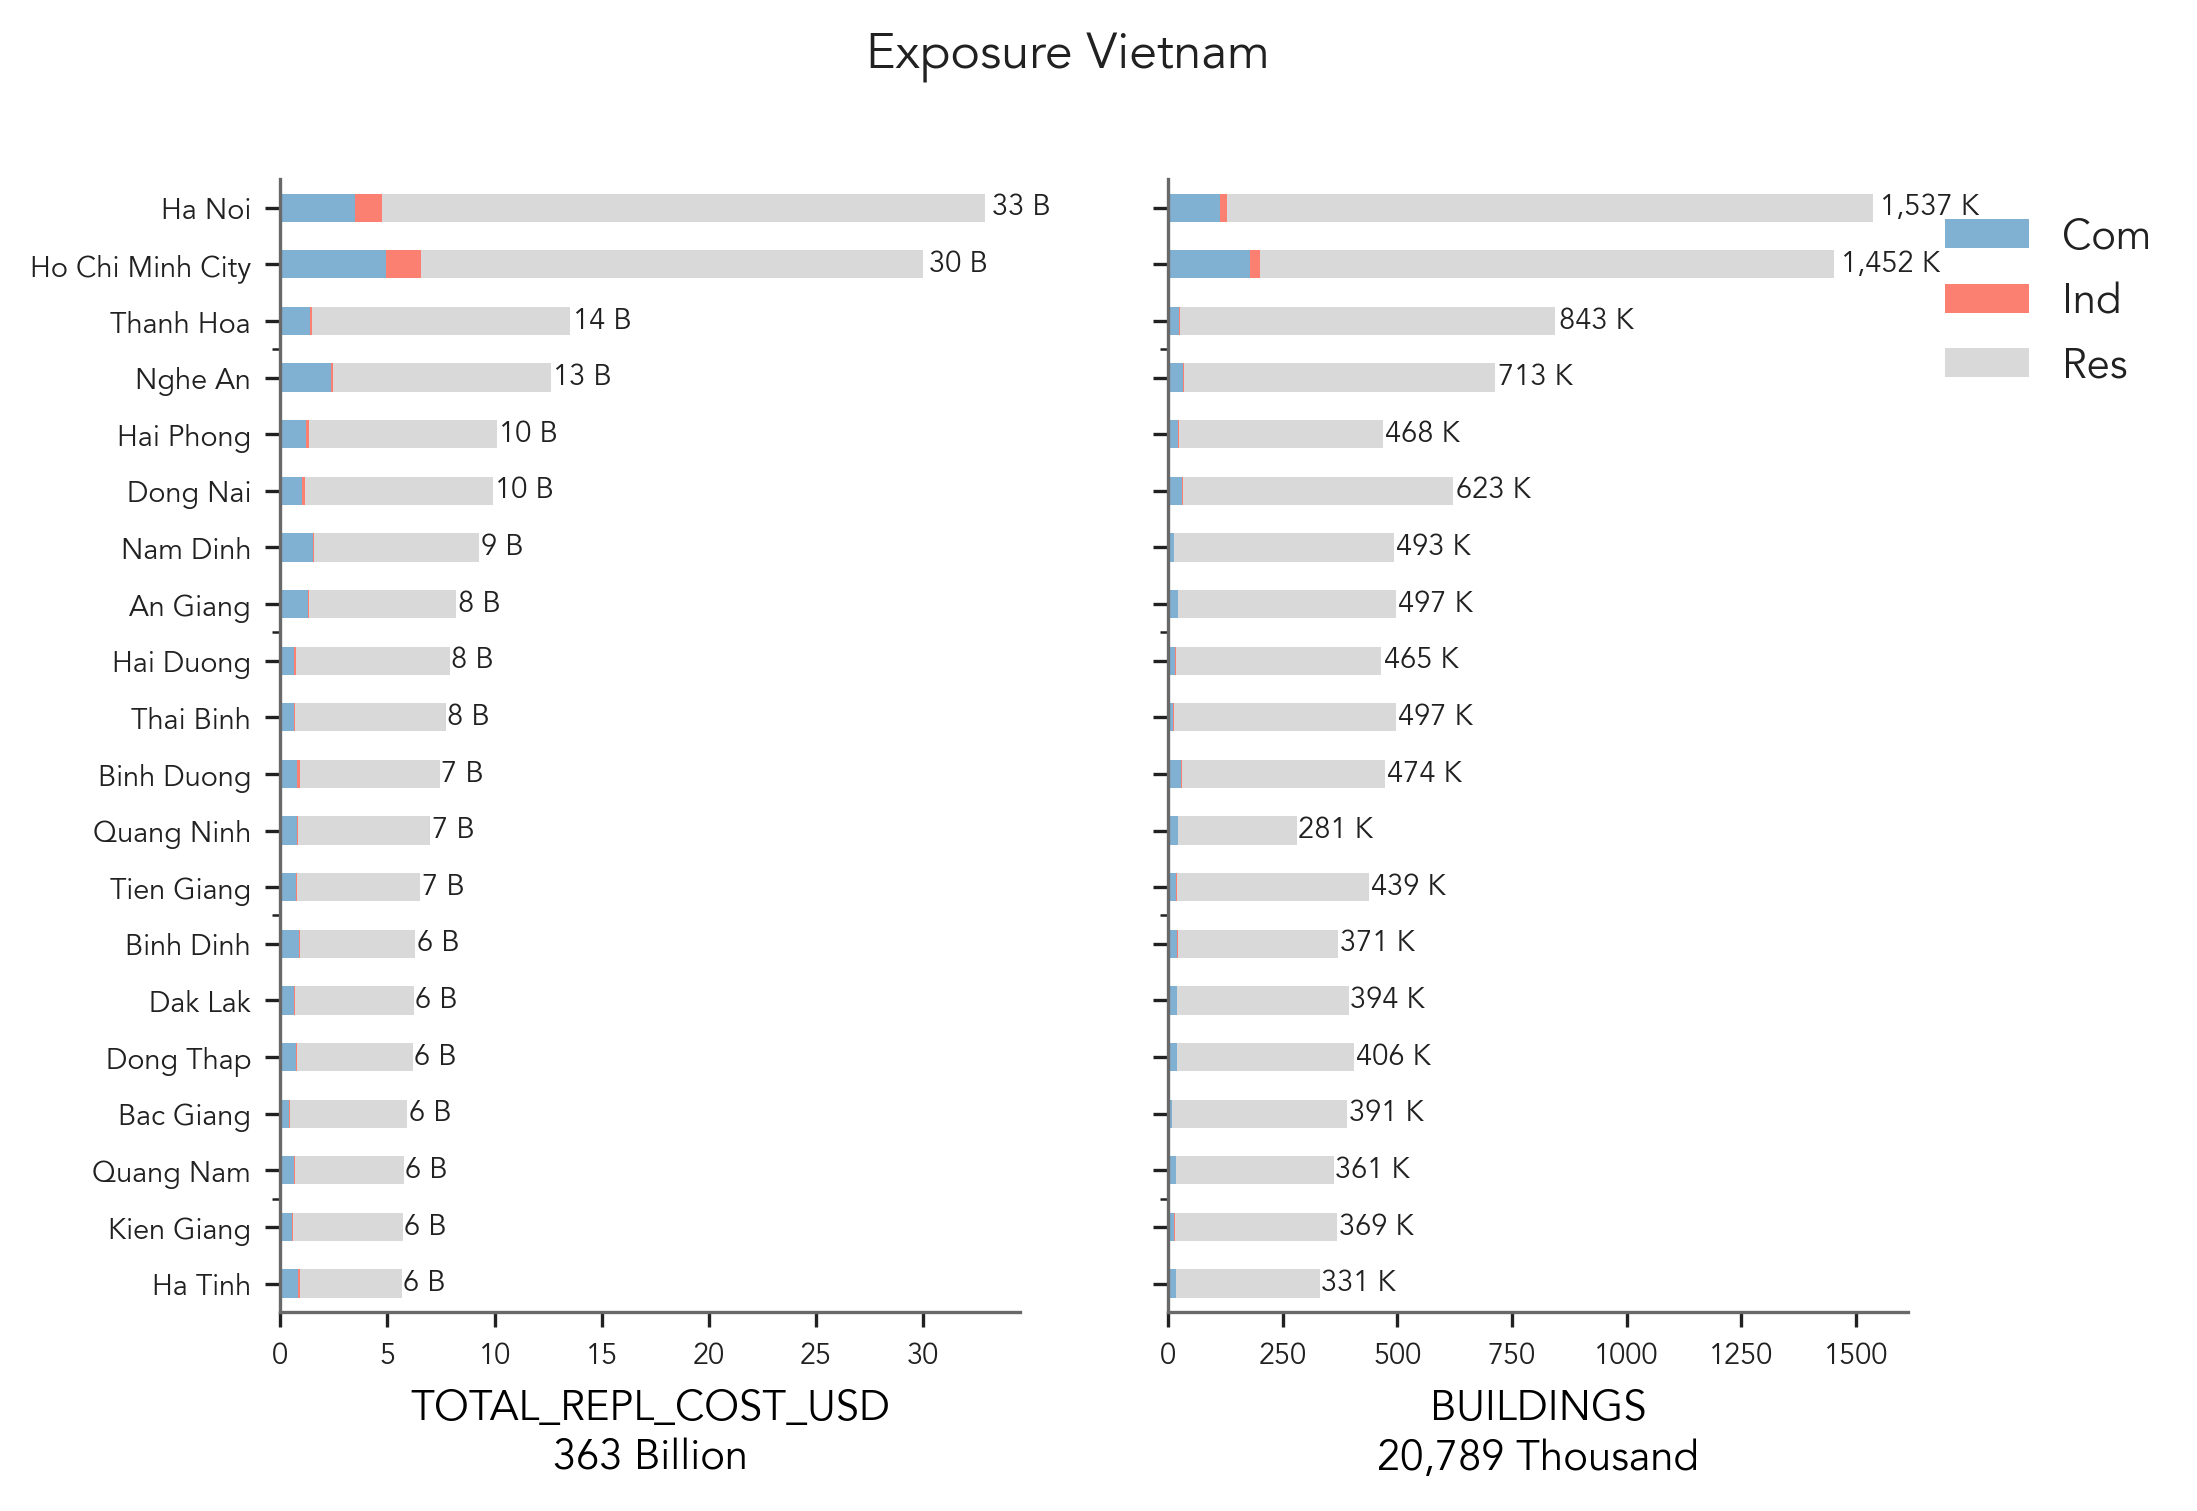 Exposure Vietnam
Ha Noi
Ho Chi Minh City
Thanh Hoa
Nghe An
Hai Phong
Dong Nai
Nam Dinh
An Giang
Hai Duong
Thai Binh
Binh Duong
Quang Ninh
Tien Giang
Binh Dinh
Dak Lak
Dong Thap
Bac Giang
Quang Nam
Kien Giang
Ha Tinh
33 B
30 B
14 B
13 B
10 B
10 B
9 B
8 B
8 B
8 B
7 B
7 B
7 B
6 B
6 B
6 B
6 B
6 B
6 B
6 B
0 5 10 15 20 25 30
TOTAL_REPL_COST_USD
363 Billion
1,537 K
1,452 K
843 K
713 K
468 K
623 K
493 K
497 K
465 K
497 K
474 K
281 K
439 K
371 K
394 K
406 K
391 K
361 K
369 K
331 K
0 250 500 750 1000 1250 1500
BUILDINGS
20,789 Thousand
Com
Ind
Res